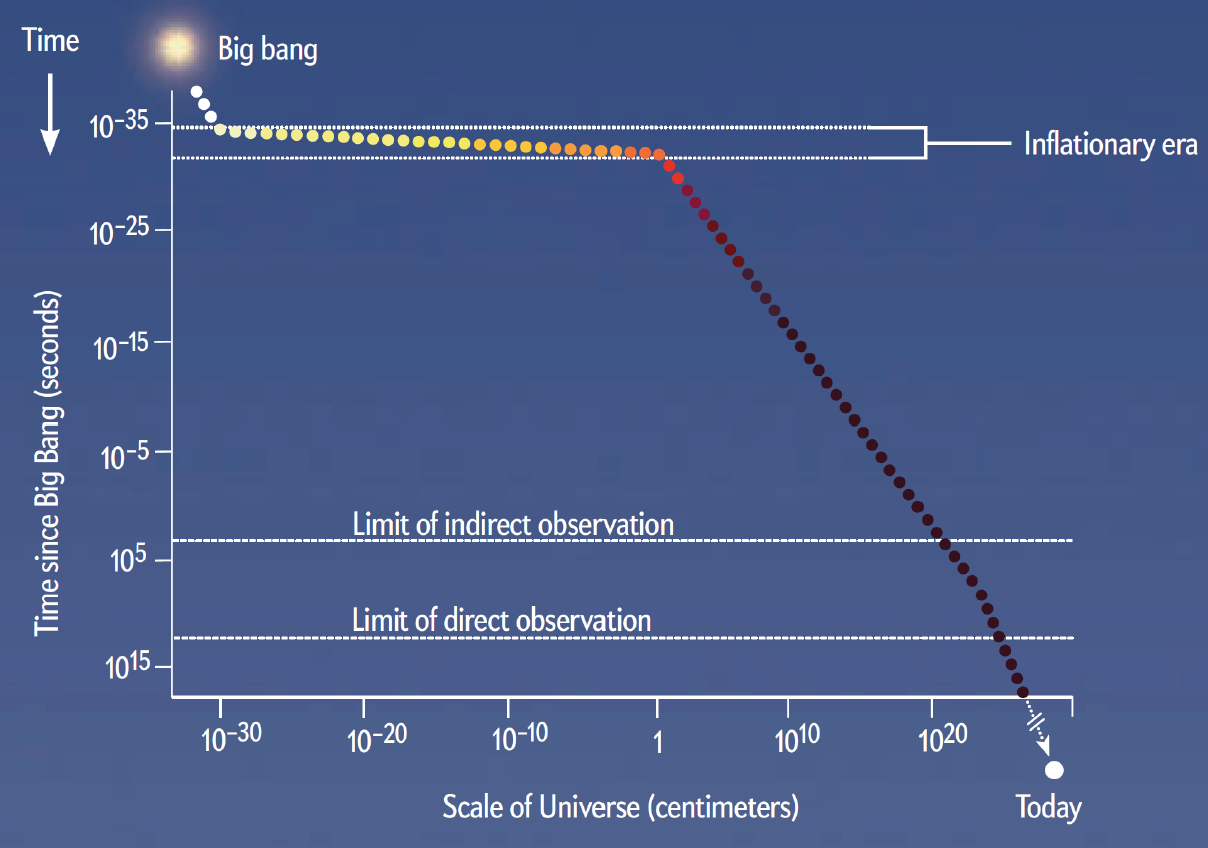 Time
Big bang
10⁻³⁵
Inflationary era
10⁻²⁵
10⁻¹⁵
10⁻⁵
Limit of indirect observation
10⁵
Limit of direct observation
10¹⁵
Time since Big Bang (seconds)
10⁻³⁰ 10⁻²⁰ 10⁻¹⁰ 1 10¹⁰ 10²⁰
Scale of Universe (centimeters)
Today